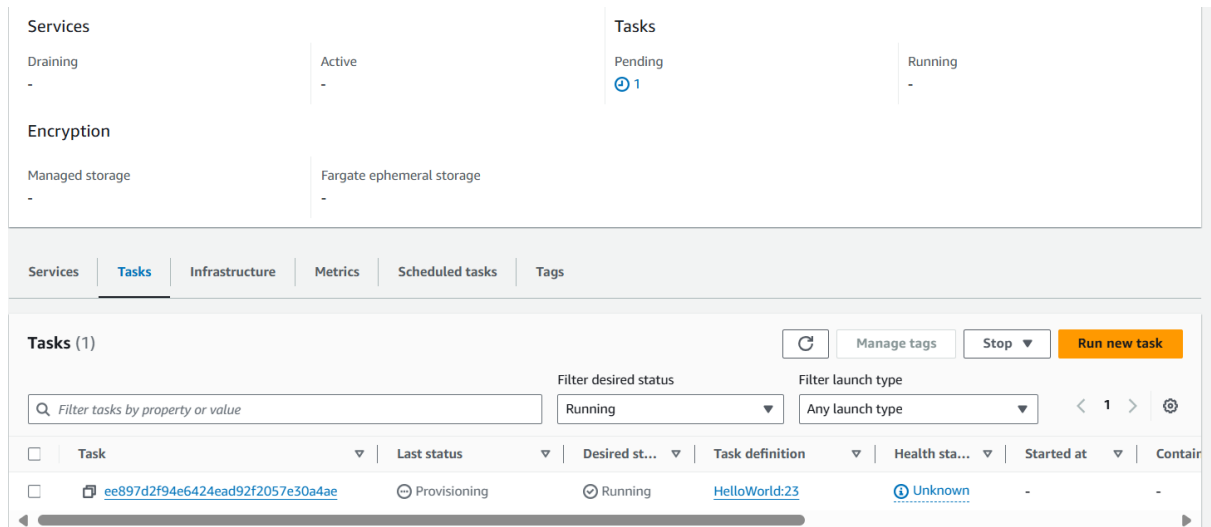 Services
Tasks
Draining
Active
Pending
Running
-
-
1
-
Encryption
Managed storage
Fargate ephemeral storage
-
-
Services Tasks Infrastructure Metrics Scheduled tasks Tags
Tasks (1)
Manage tags
Stop
Run new task
Filter desired status
Filter launch type
Filter tasks by property or value
Running
Any launch type
1
Task Last status Desired st... Task definition Health sta... Started at Contain
ee897d2f94e6424ead92f2057e30a4ae Provisioning Running HelloWorld:23 Unknown - -